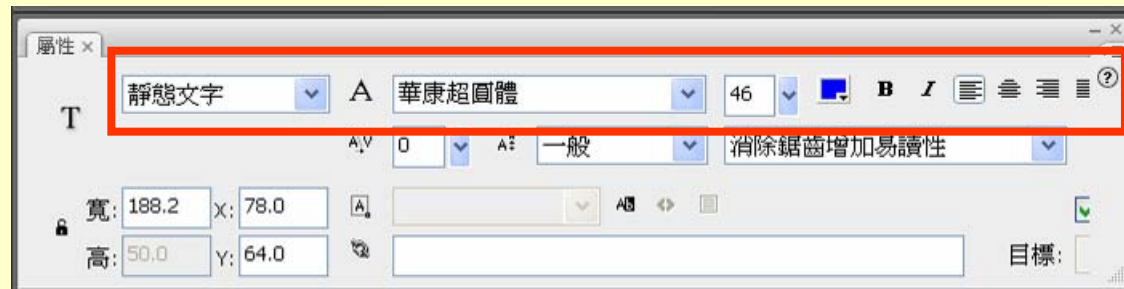 屬性 ×
T 靜態文字 A 華康超圓體 46 B I
A V 0 A 一般 消除鋸齒增加易讀性
寬: 188.2 X: 78.0 A AB <>
高: 50.0 Y: 64.0 目標: